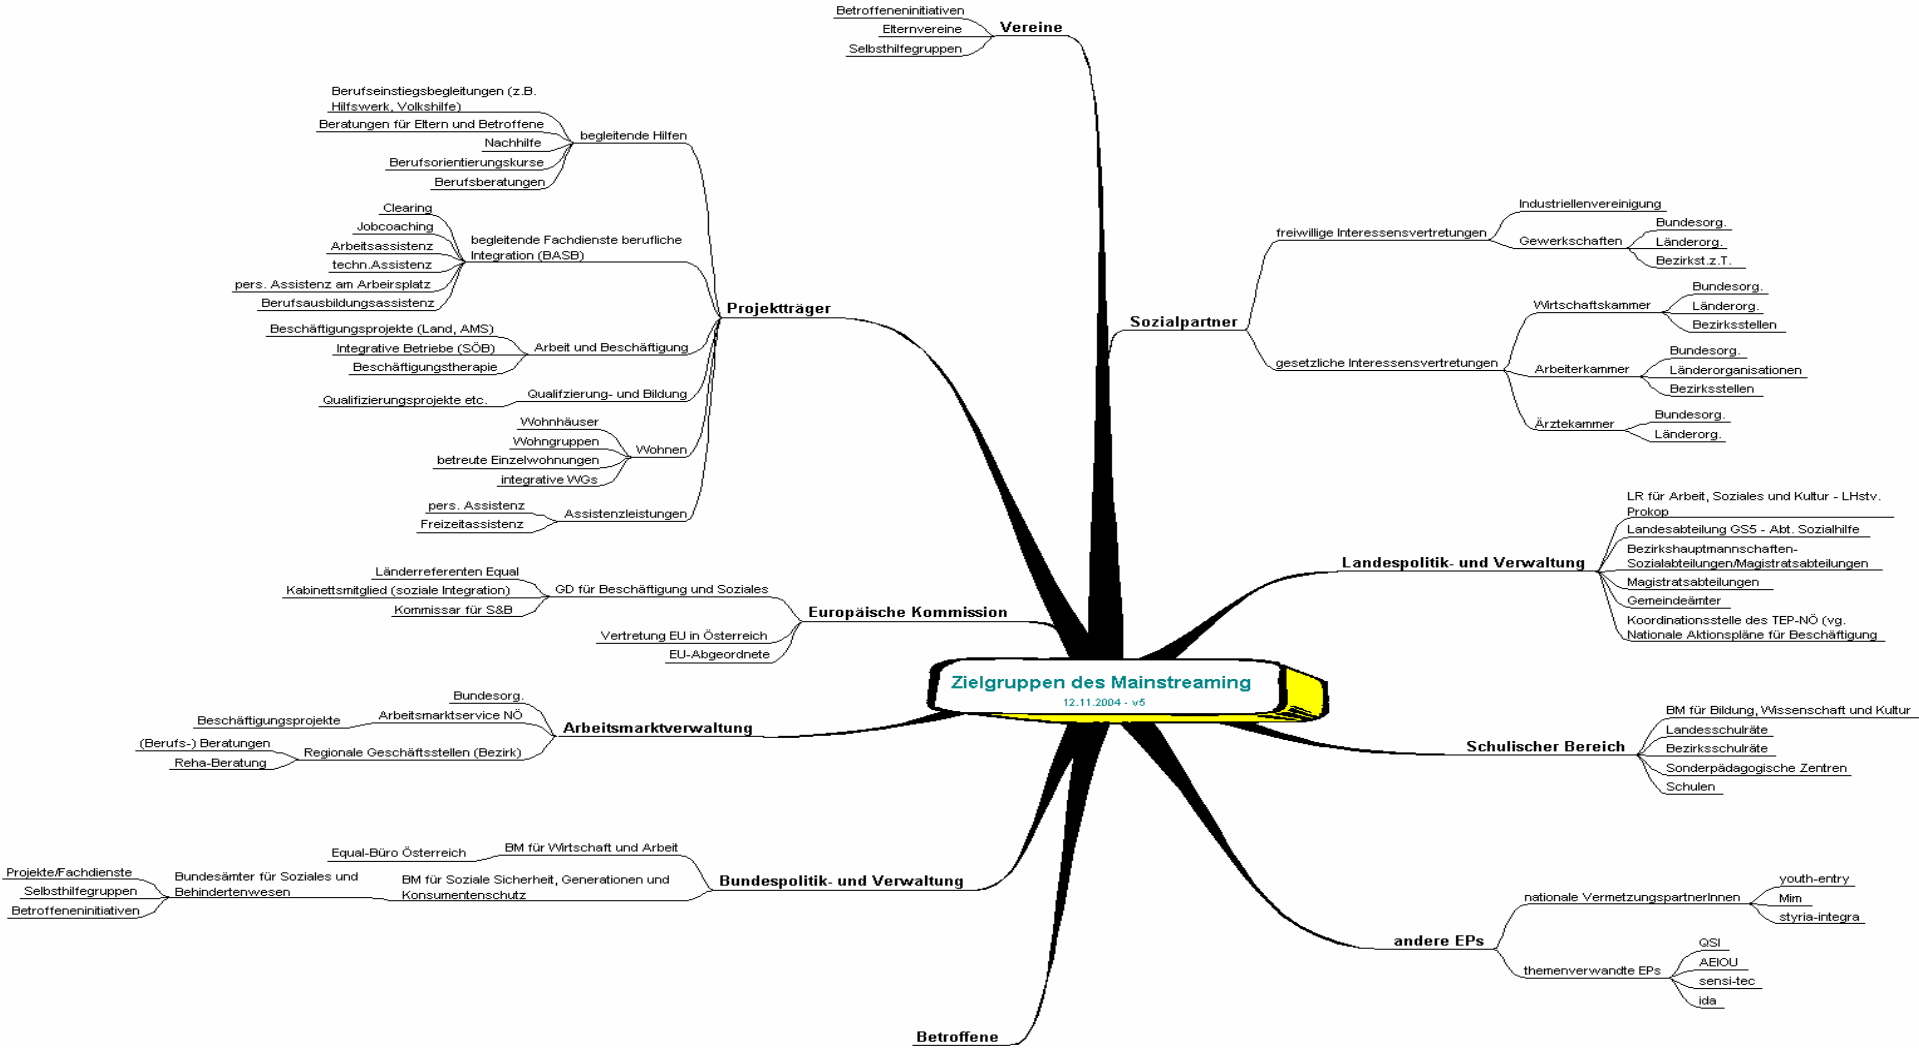 Betroffeneninitiativen
Elternvereine
Selbsthilfegruppen
Vereine
Berufseinstiegsbegleitungen (z.B.
Hilfswerk, Volkshilfe)
Beratungen für Eltern und Betroffene
Nachhilfe
Berufsorientierungskurse
Berufsberatungen
begleitende Hilfen
Clearing
Jobcoaching
Arbeitsassistenz
techn.Assistenz
pers. Assistenz am Arbeirsplatz
Berufsausbildungsassistenz
begleitende Fachdienste berufliche
Integration (BASB)
Projektträger
Beschäftigungsprojekte (Land, AMS)
Integrative Betriebe (SÖB)
Beschäftigungstherapie
Arbeit und Beschäftigung
Qualifizierungsprojekte etc.
Qualifzierung- und Bildung
Wohnhäuser
Wohngruppen
betreute Einzelwohnungen
integrative WGs
Wohnen
pers. Assistenz
Freizeitassistenz
Assistenzleistungen
Länderreferenten Equal
Kabinettsmitglied (soziale Integration)
Kommissar für S&B
GD für Beschäftigung und Soziales
Europäische Kommission
Vertretung EU in Österreich
EU-Abgeordnete
Bundesorg.
Beschäftigungsprojekte
Arbeitsmarktservice NÖ
Arbeitsmarktverwaltung
(Berufs-) Beratungen
Reha-Beratung
Regionale Geschäftsstellen (Bezirk)
Equal-Büro Österreich
BM für Wirtschaft und Arbeit
Projekte/Fachdienste
Selbsthilfegruppen
Betroffeneninitiativen
Bundesämter für Soziales und
Behindertenwesen
BM für Soziale Sicherheit, Generationen und
Konsumentenschutz
Bundespolitik- und Verwaltung
Betroffene
Zielgruppen des Mainstreaming
12.11.2004 - v5
Sozialpartner
freiwillige Interessensvertretungen
Industriellenvereinigung
Gewerkschaften
Bundesorg.
Länderorg.
Bezirkst.z.T.
gesetzliche Interessensvertretungen
Wirtschaftskammer
Bundesorg.
Länderorg.
Bezirksstellen
Arbeiterkammer
Bundesorg.
Länderorganisationen
Bezirksstellen
Ärztekammer
Bundesorg.
Länderorg.
Landespolitik- und Verwaltung
LR für Arbeit, Soziales und Kultur - LHstv.
Prokop
Landesabteilung GS5 - Abt. Sozialhilfe
Bezirkshauptmannschaften-
Sozialabteilungen/Magistratsabteilungen
Magistratsabteilungen
Gemeindeämter
Koordinationsstelle des TEP-NÖ (vg.
Nationale Aktionspläne für Beschäftigung
Schulischer Bereich
BM für Bildung, Wissenschaft und Kultur
Landesschulräte
Bezirksschulräte
Sonderpädagogische Zentren
Schulen
andere EPs
nationale VermetzungspartnerInnen
youth-entry
Mim
styria-integra
themenverwandte EPs
QSI
AEIOU
sensi-tec
ida